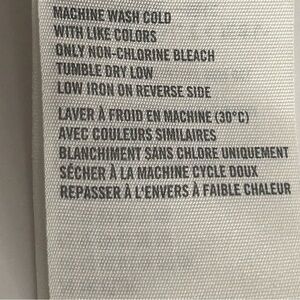 MACHINE WASH COLD
WITH LIKE COLORS
ONLY NON-CHLORINE BLEACH
TUMBLE DRY LOW
LOW IRON ON REVERSE SIDE
LAVER À FROID EN MACHINE (30°C)
AVEC COULEURS SIMILAIRES
BLANCHIMENT SANS CHLORE UNIQUEMENT
SÉCHER À LA MACHINE CYCLE DOUX
REPASSER À L'ENVERS À FAIBLE CHALEUR